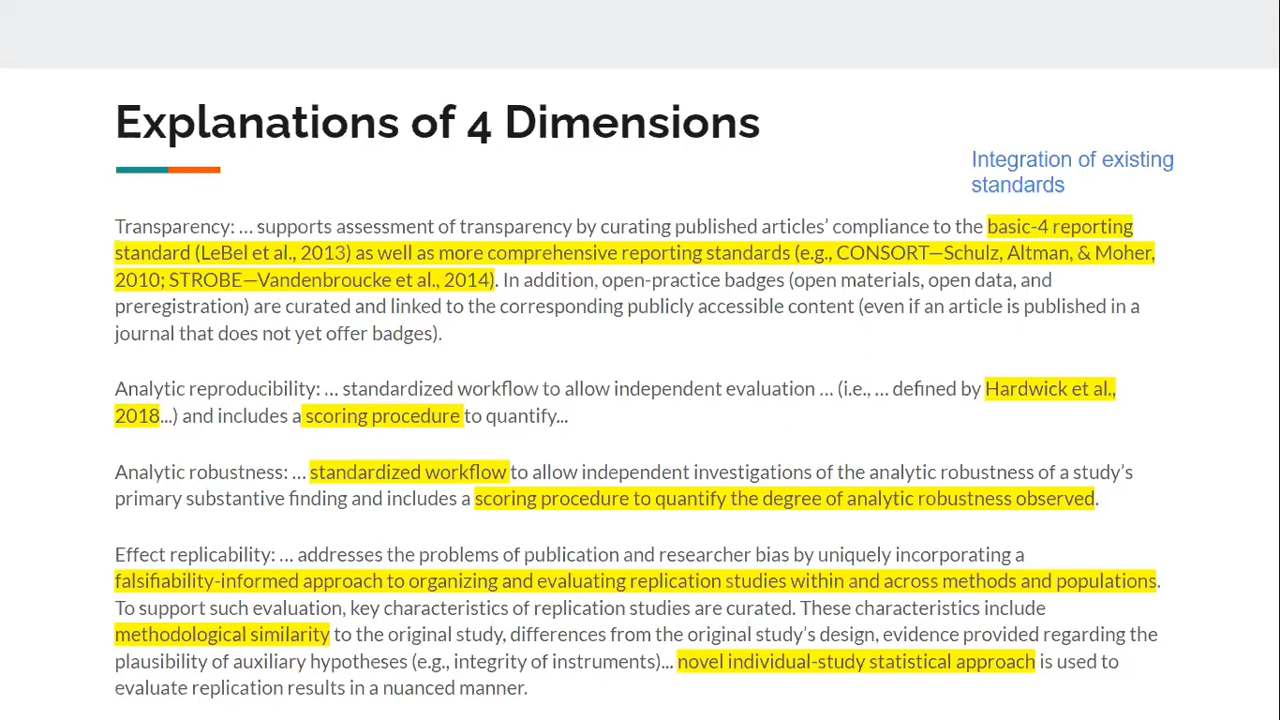 Explanations of 4 Dimensions
Integration of existing
standards
Transparency: … supports assessment of transparency by curating published articles’ compliance to the basic-4 reporting
standard (LeBel et al., 2013) as well as more comprehensive reporting standards (e.g., CONSORT—Schulz, Altman, & Moher,
2010; STROBE—Vandenbroucke et al., 2014). In addition, open-practice badges (open materials, open data, and
preregistration) are curated and linked to the corresponding publicly accessible content (even if an article is published in a
journal that does not yet offer badges).
Analytic reproducibility: … standardized workflow to allow independent evaluation … (i.e., … defined by Hardwick et al.,
2018...) and includes a scoring procedure to quantify...
Analytic robustness: … standardized workflow to allow independent investigations of the analytic robustness of a study’s
primary substantive finding and includes a scoring procedure to quantify the degree of analytic robustness observed.
Effect replicability: … addresses the problems of publication and researcher bias by uniquely incorporating a
falsifiability-informed approach to organizing and evaluating replication studies within and across methods and populations.
To support such evaluation, key characteristics of replication studies are curated. These characteristics include
methodological similarity to the original study, differences from the original study’s design, evidence provided regarding the
plausibility of auxiliary hypotheses (e.g., integrity of instruments)... novel individual-study statistical approach is used to
evaluate replication results in a nuanced manner.